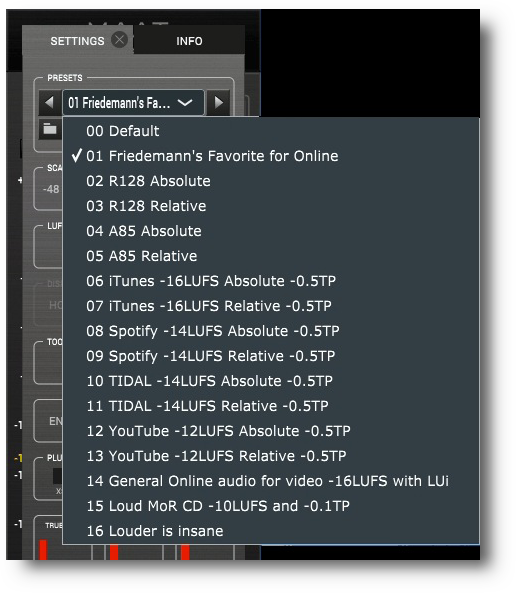 SETTINGS
INFO
PRESETS
01 Friedemann's Fa...
00 Default
✓ 01 Friedemann's Favorite for Online
02 R128 Absolute
03 R128 Relative
04 A85 Absolute
05 A85 Relative
06 iTunes -16LUFS Absolute -0.5TP
07 iTunes -16LUFS Relative -0.5TP
08 Spotify -14LUFS Absolute -0.5TP
09 Spotify -14LUFS Relative -0.5TP
10 TIDAL -14LUFS Absolute -0.5TP
11 TIDAL -14LUFS Relative -0.5TP
12 YouTube -12LUFS Absolute -0.5TP
13 YouTube -12LUFS Relative -0.5TP
14 General Online audio for video -16LUFS with LUi
15 Loud MoR CD -10LUFS and -0.1TP
16 Louder is insane
SCA
-48
LUF
DIS
HO
TOO
EN
PLU
X
TRUE